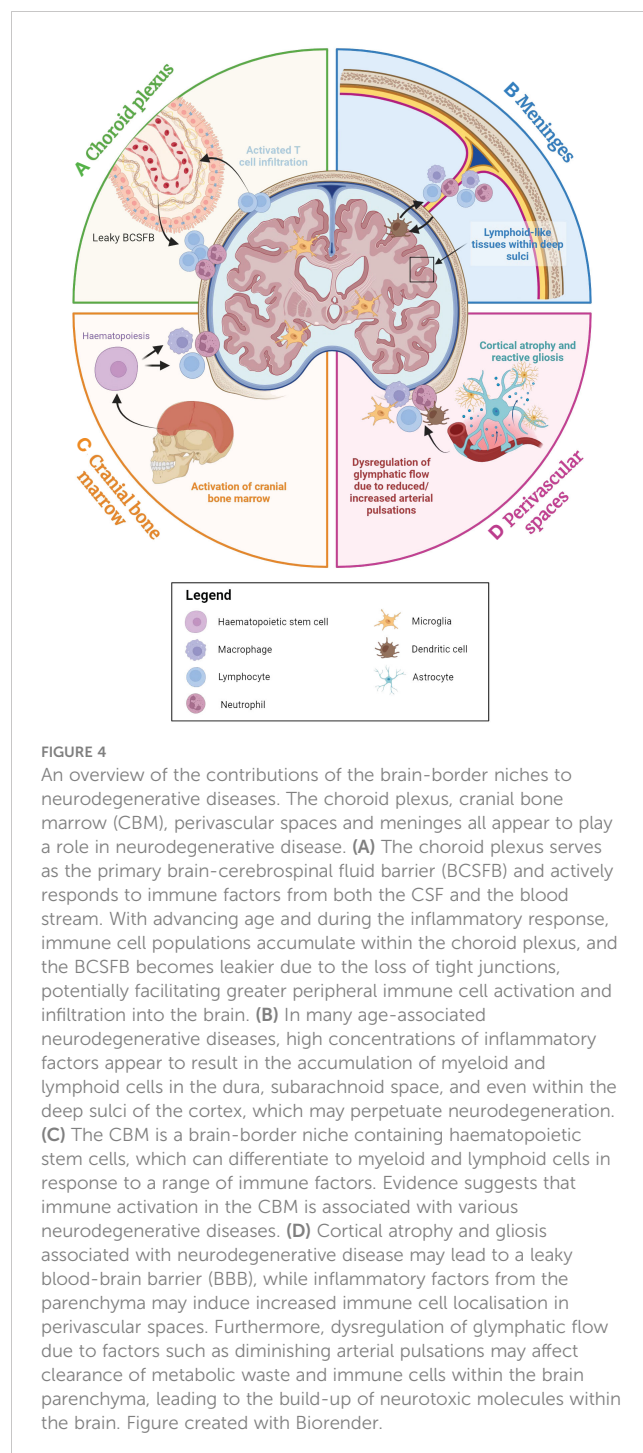 A Choroid plexus
Activated T
cell infiltration
Leaky BCSFB
B Meninges
Lymphoid-like
tissues within deep
sulci
Haematopoiesis
Activation of cranial
bone marrow
C Cranial bone
marrow
Cortical atrophy and
reactive gliosis
Dysregulation of
glymphatic flow
due to reduced/
increased arterial
pulsations
D Perivascular
spaces
Legend
Haematopoietic stem cell
Macrophage
Lymphocyte
Neutrophil
Microglia
Dendritic cell
Astrocyte
FIGURE 4
An overview of the contributions of the brain-border niches to
neurodegenerative diseases. The choroid plexus, cranial bone
marrow (CBM), perivascular spaces and meninges all appear to play
a role in neurodegenerative disease. (A) The choroid plexus serves
as the primary brain-cerebrospinal fluid barrier (BCSFB) and actively
responds to immune factors from both the CSF and the blood
stream. With advancing age and during the inflammatory response,
immune cell populations accumulate within the choroid plexus, and
the BCSFB becomes leakier due to the loss of tight junctions,
potentially facilitating greater peripheral immune cell activation and
infiltration into the brain. (B) In many age-associated
neurodegenerative diseases, high concentrations of inflammatory
factors appear to result in the accumulation of myeloid and
lymphoid cells in the dura, subarachnoid space, and even within the
deep sulci of the cortex, which may perpetuate neurodegeneration.
(C) The CBM is a brain-border niche containing haematopoietic
stem cells, which can differentiate to myeloid and lymphoid cells in
response to a range of immune factors. Evidence suggests that
immune activation in the CBM is associated with various
neurodegenerative diseases. (D) Cortical atrophy and gliosis
associated with neurodegenerative disease may lead to a leaky
blood-brain barrier (BBB), while inflammatory factors from the
parenchyma may induce increased immune cell localisation in
perivascular spaces. Furthermore, dysregulation of glymphatic flow
due to factors such as diminishing arterial pulsations may affect
clearance of metabolic waste and immune cells within the brain
parenchyma, leading to the build-up of neurotoxic molecules within
the brain. Figure created with Biorender.